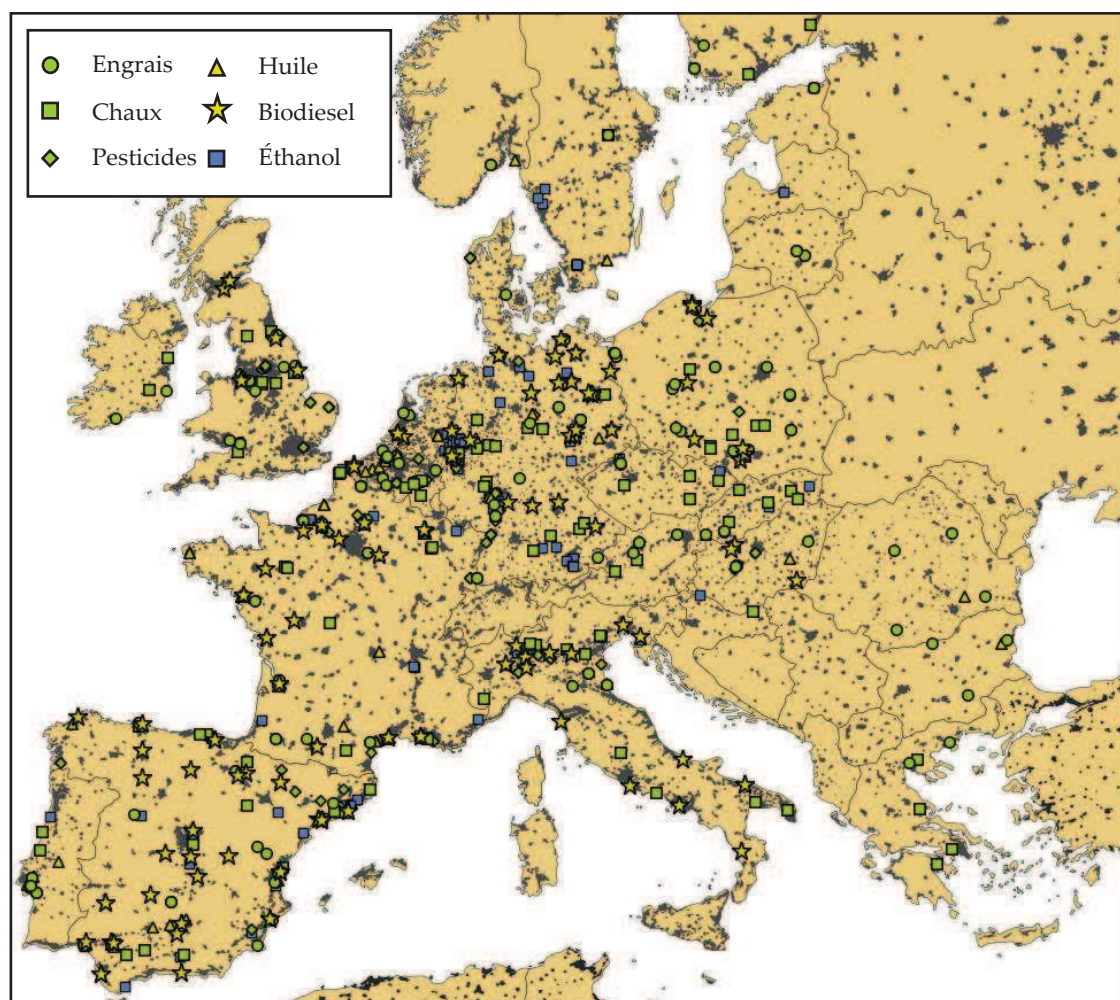 Engrais
Huile
Chaux
Biodiesel
Pesticides
Éthanol